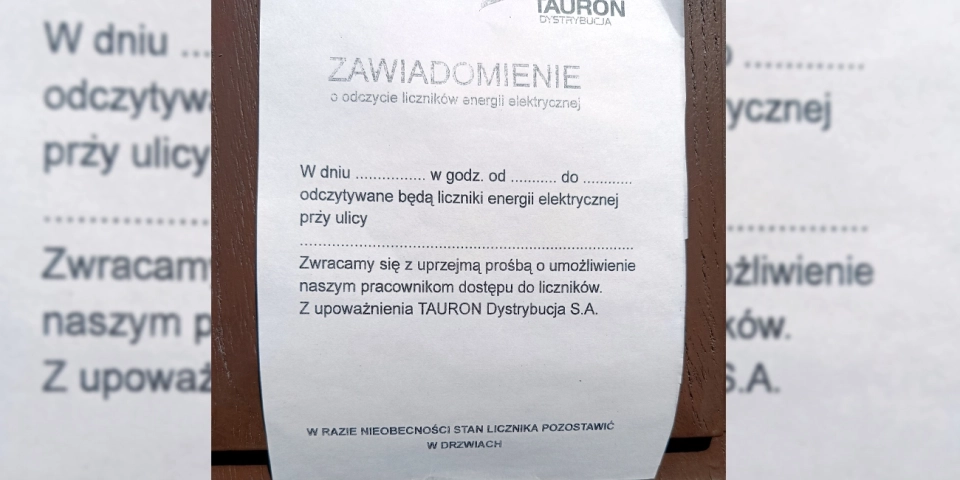 TAURON
DYSTRYBUCJA
ZAWIADOMIENIE
o odczycie liczników energii elektrycznej
W dniu ................ w godz. od ........... do ............
odczytywane będą liczniki energii elektrycznej
prży ulicy
................................................................................
Zwracamy się z uprzejmą prośbą o umożliwienie
naszym pracownikom dostępu do liczników.
Z upoważnienia TAURON Dystrybucja S.A.
W RAZIE NIEOBECNOŚCI STAN LICZNIKA POZOSTAWIĆ
W DRZWIACH